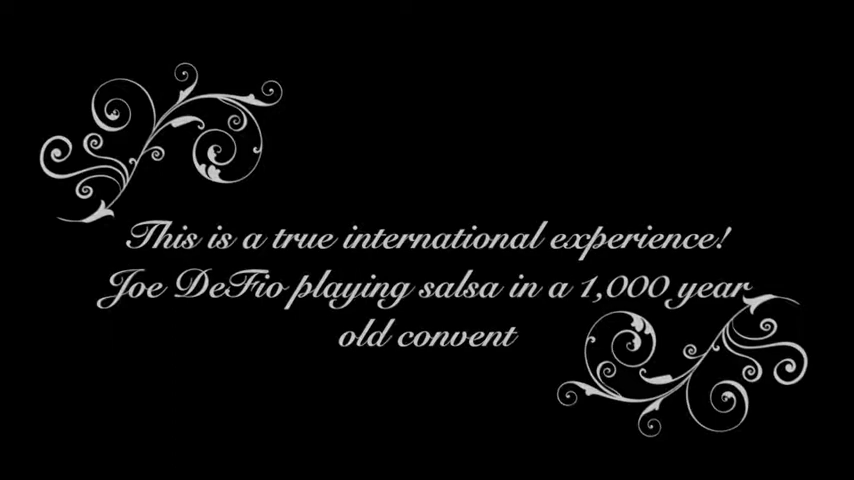 This is a true international experience!
Joe DeFio playing salsa in a 1,000 year
old convent